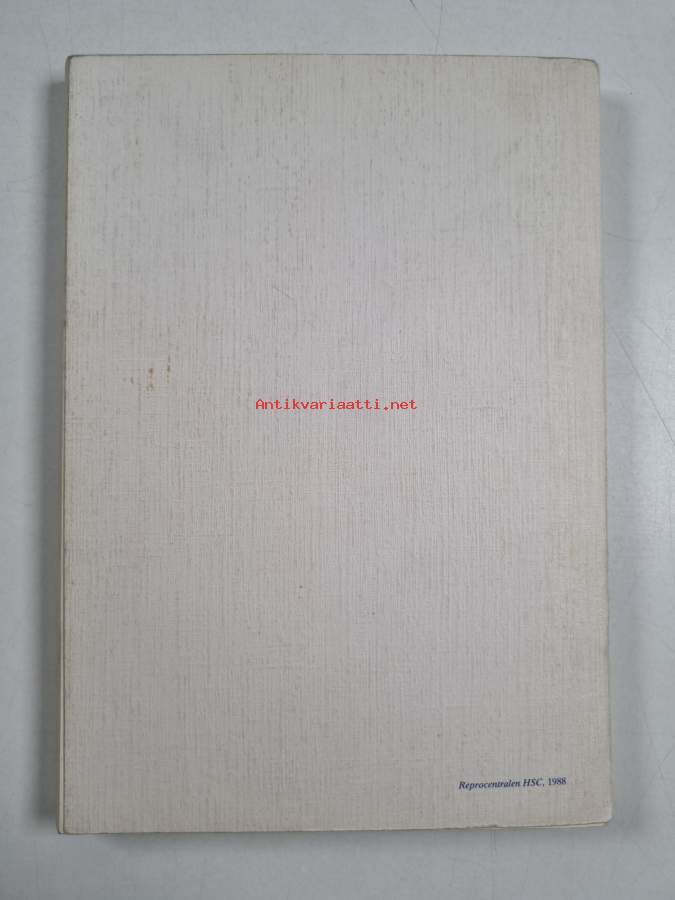 Antikvariaatti.net
Reprocentralen HSC, 1988